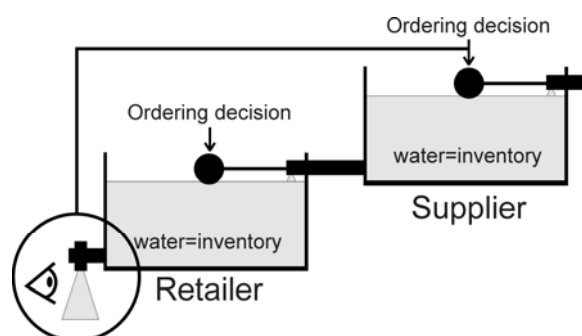 Ordering decision
Ordering decision
water=inventory
Supplier
water=inventory
Retailer